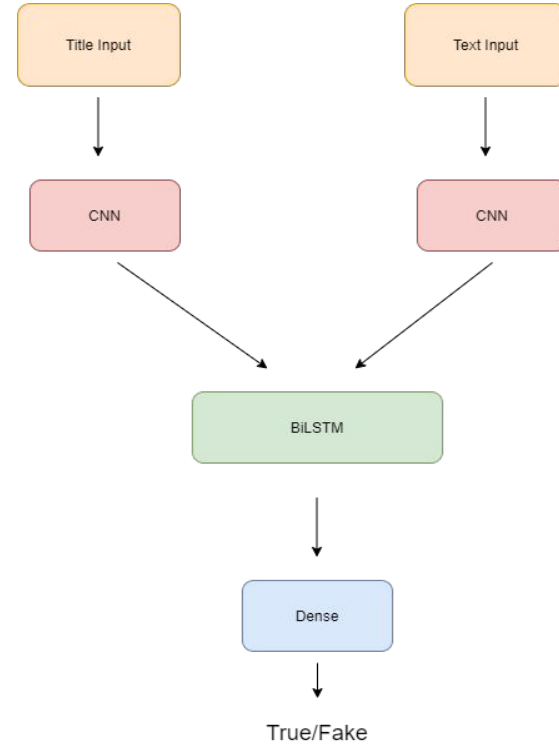 Title Input
Text Input
CNN
CNN
BiLSTM
Dense
True/Fake